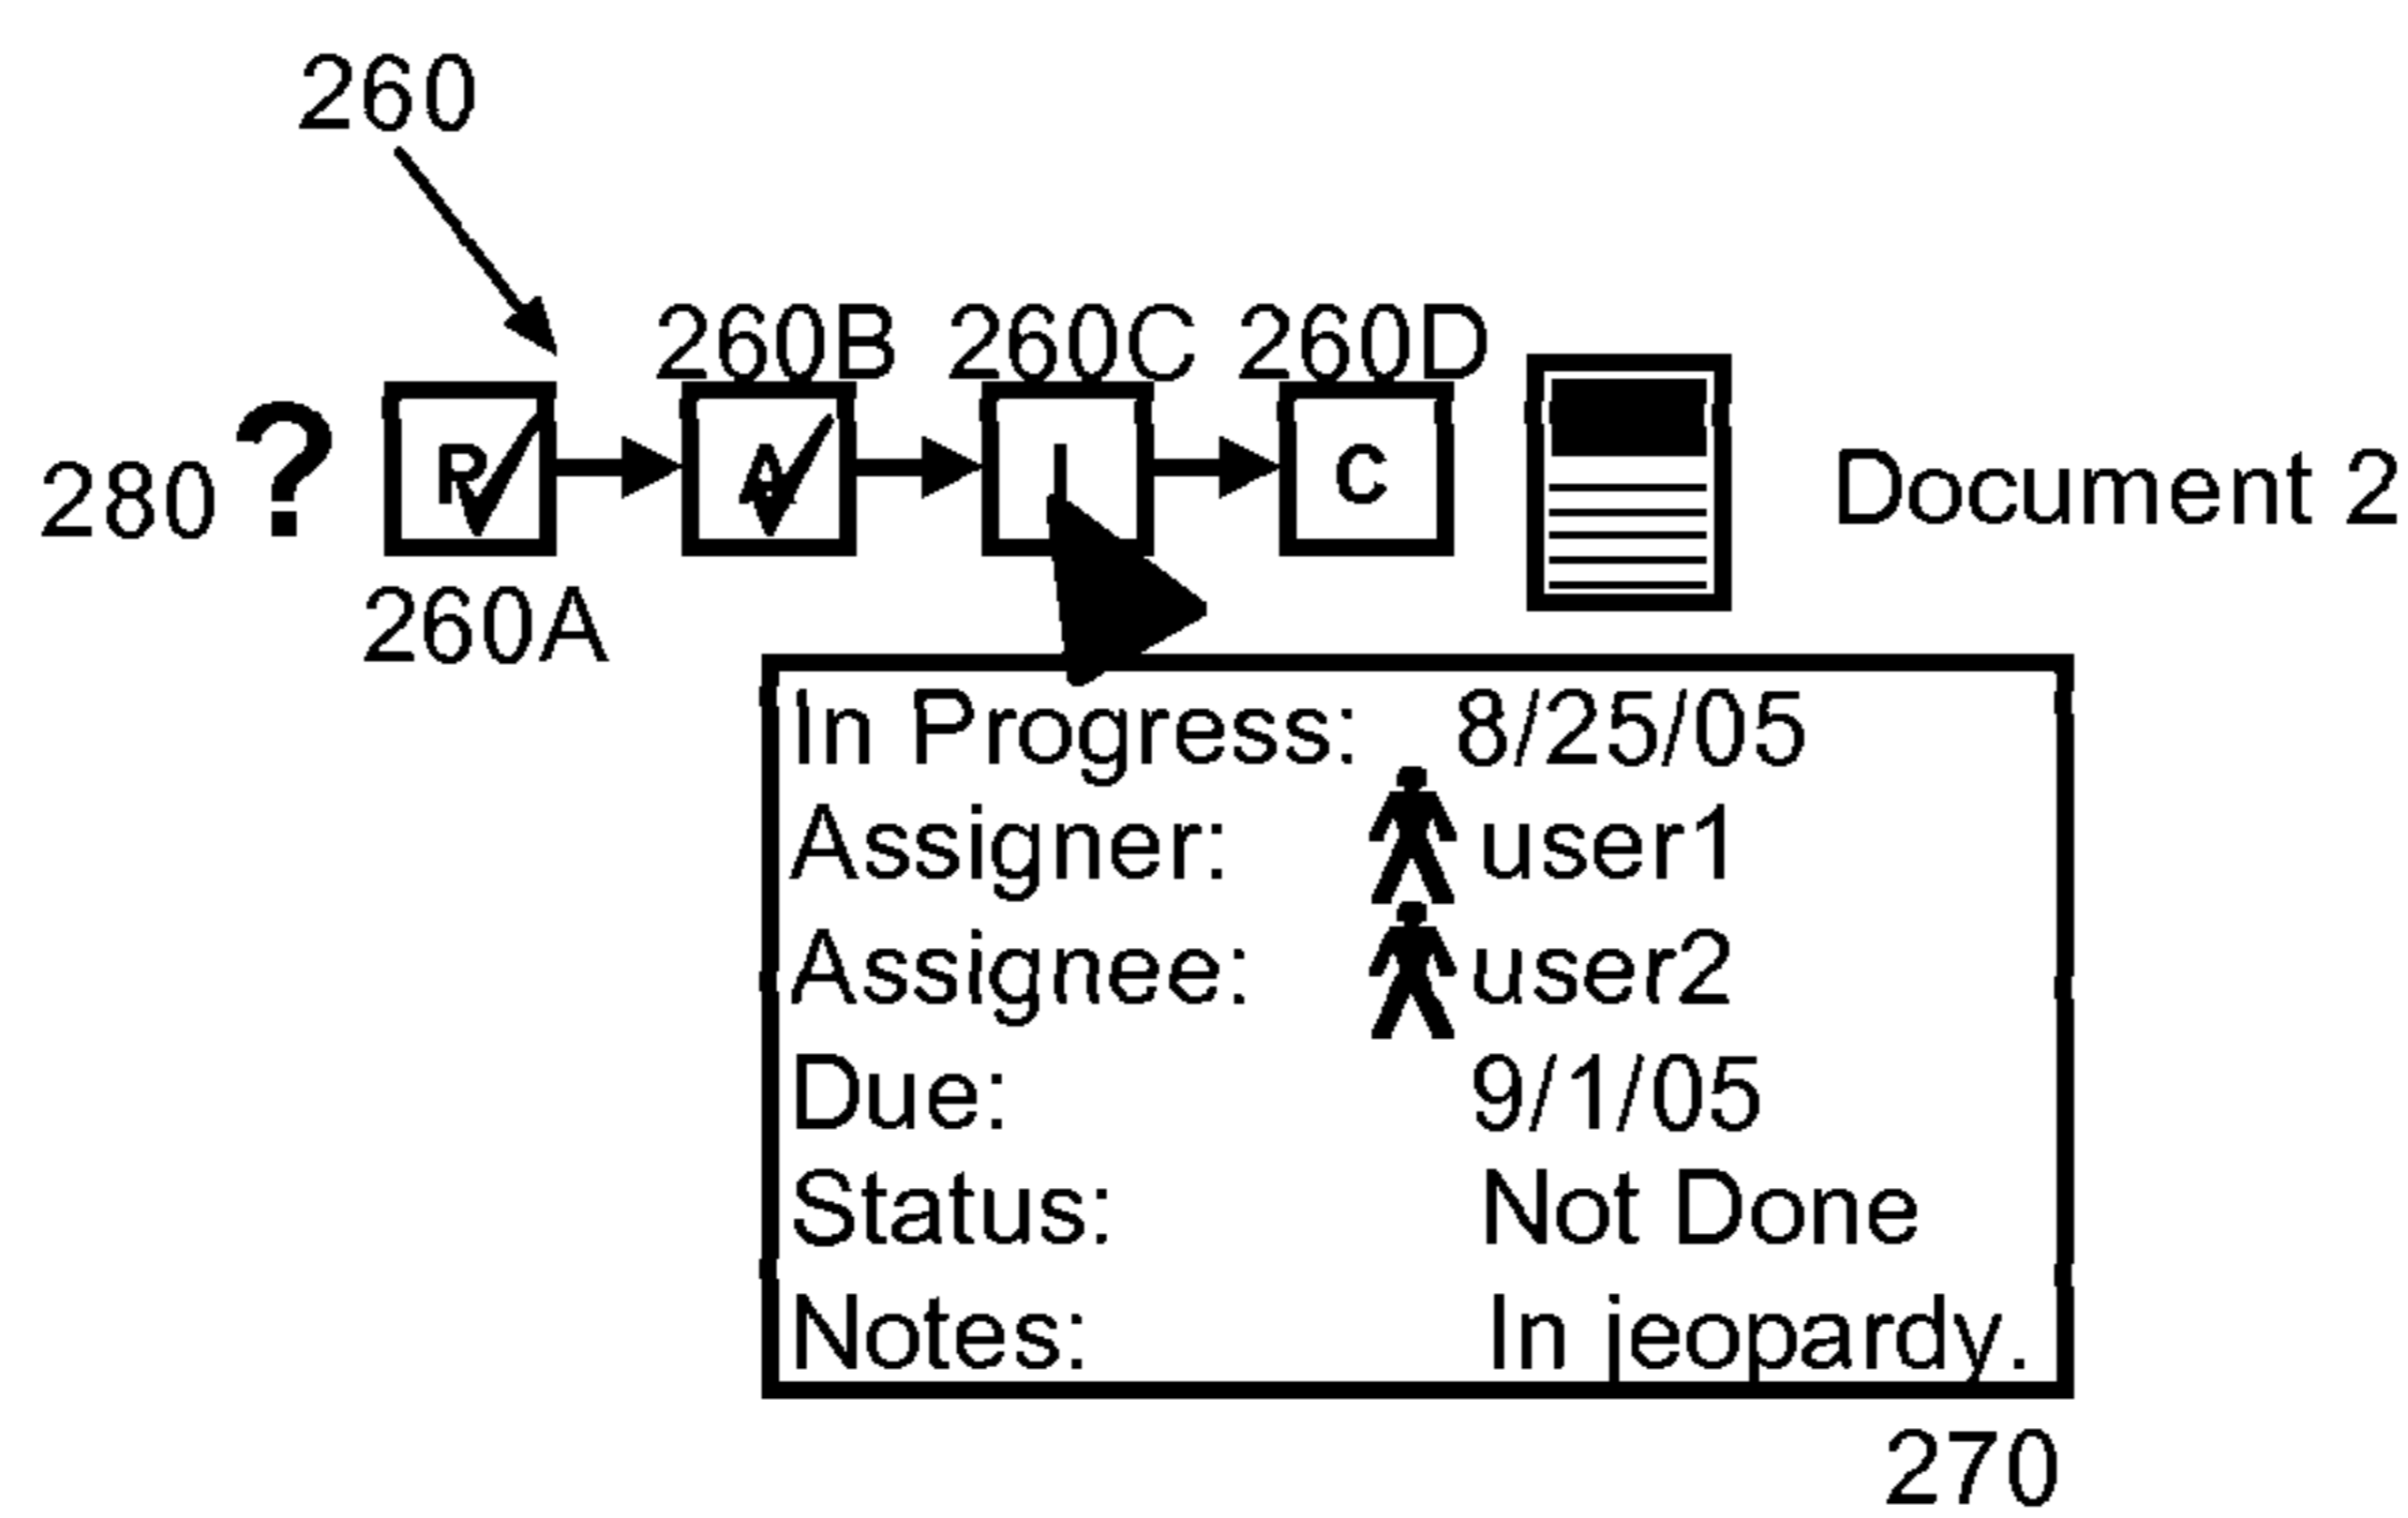 260
260B 260C 260D
280 ? R A I C Document 2
260A
In Progress: 8/25/05
Assigner: user1
Assignee: user2
Due: 9/1/05
Status: Not Done
Notes: In jeopardy.
270